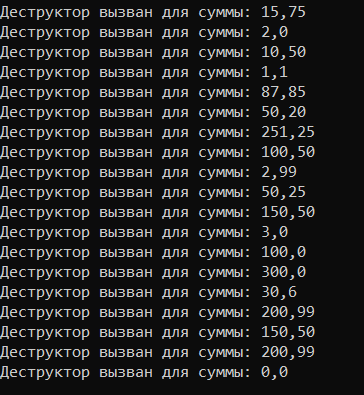 Деструктор вызван для суммы: 15,75
Деструктор вызван для суммы: 2,0
Деструктор вызван для суммы: 10,50
Деструктор вызван для суммы: 1,1
Деструктор вызван для суммы: 87,85
Деструктор вызван для суммы: 50,20
Деструктор вызван для суммы: 251,25
Деструктор вызван для суммы: 100,50
Деструктор вызван для суммы: 2,99
Деструктор вызван для суммы: 50,25
Деструктор вызван для суммы: 150,50
Деструктор вызван для суммы: 3,0
Деструктор вызван для суммы: 100,0
Деструктор вызван для суммы: 300,0
Деструктор вызван для суммы: 30,6
Деструктор вызван для суммы: 200,99
Деструктор вызван для суммы: 150,50
Деструктор вызван для суммы: 200,99
Деструктор вызван для суммы: 0,0